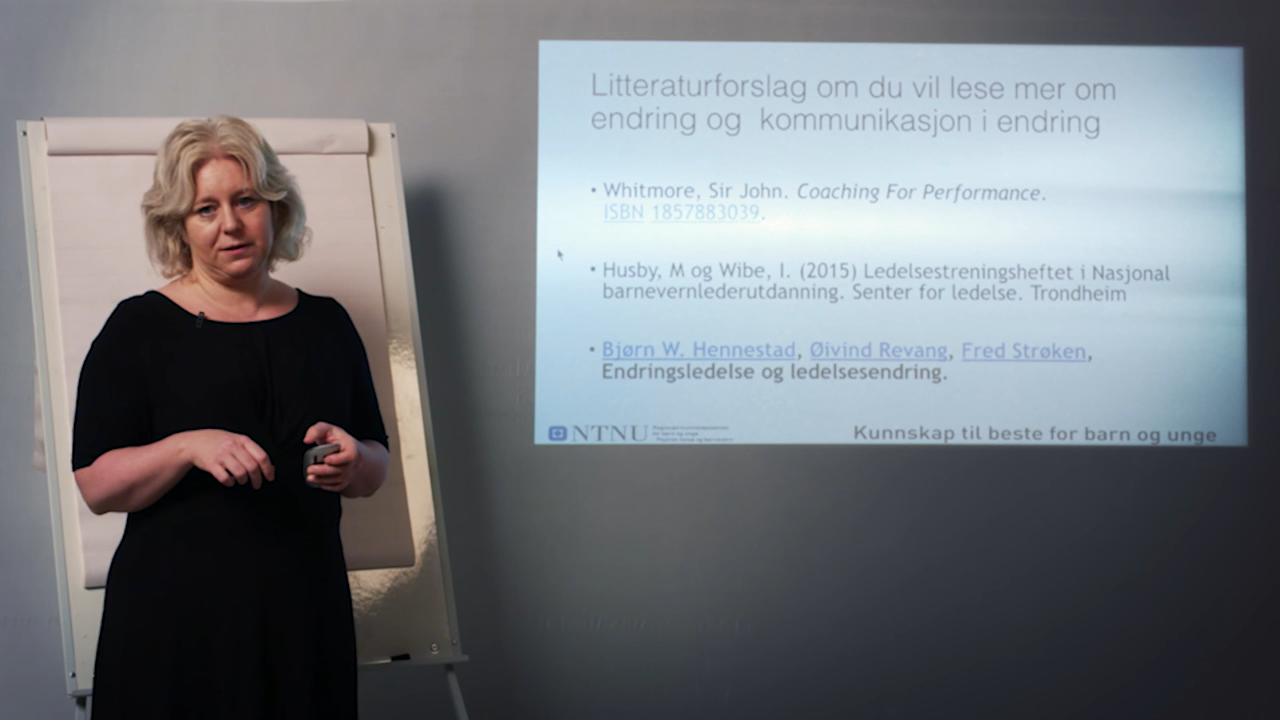 Litteraturforslag om du vil lese mer om
endring og kommunikasjon i endring
• Whitmore, Sir John. Coaching For Performance.
ISBN 1857883039.
• Husby, M og Wibe, I. (2015) Ledelsestreningsheftet i Nasjonal
barnevernlederutdanning. Senter for ledelse. Trondheim
• Bjørn W. Hennestad, Øivind Revang, Fred Strøken,
Endringsledelse og ledelsesendring.
NTNU
Kunnskap til beste for barn og unge